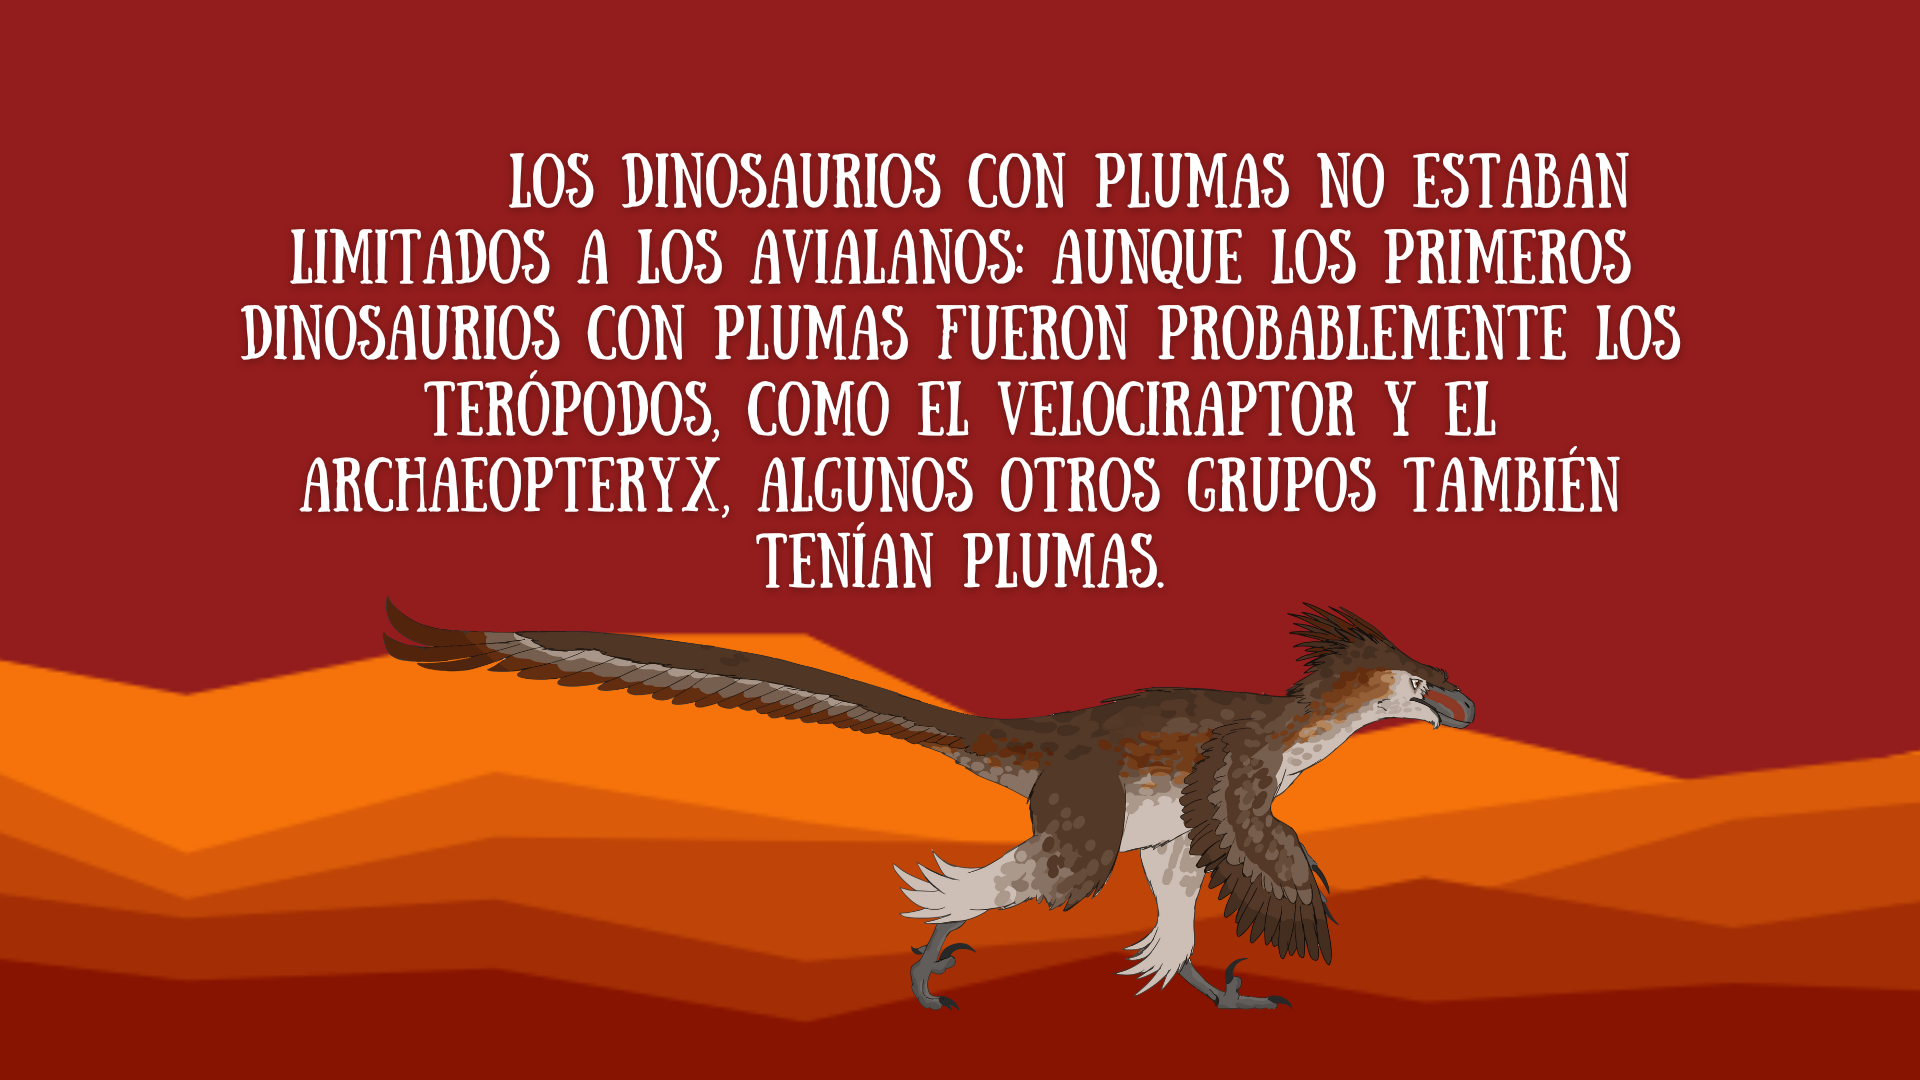 LOS DINOSAURIOS CON PLUMAS NO ESTABAN
LIMITADOS A LOS AVIALANOS: AUNQUE LOS PRIMEROS
DINOSAURIOS CON PLUMAS FUERON PROBABLEMENTE LOS
TERÓPODOS, COMO EL VELOCIRAPTOR Y EL
ARCHAEOPTERYX, ALGUNOS OTROS GRUPOS TAMBIÉN
TENÍAN PLUMAS.